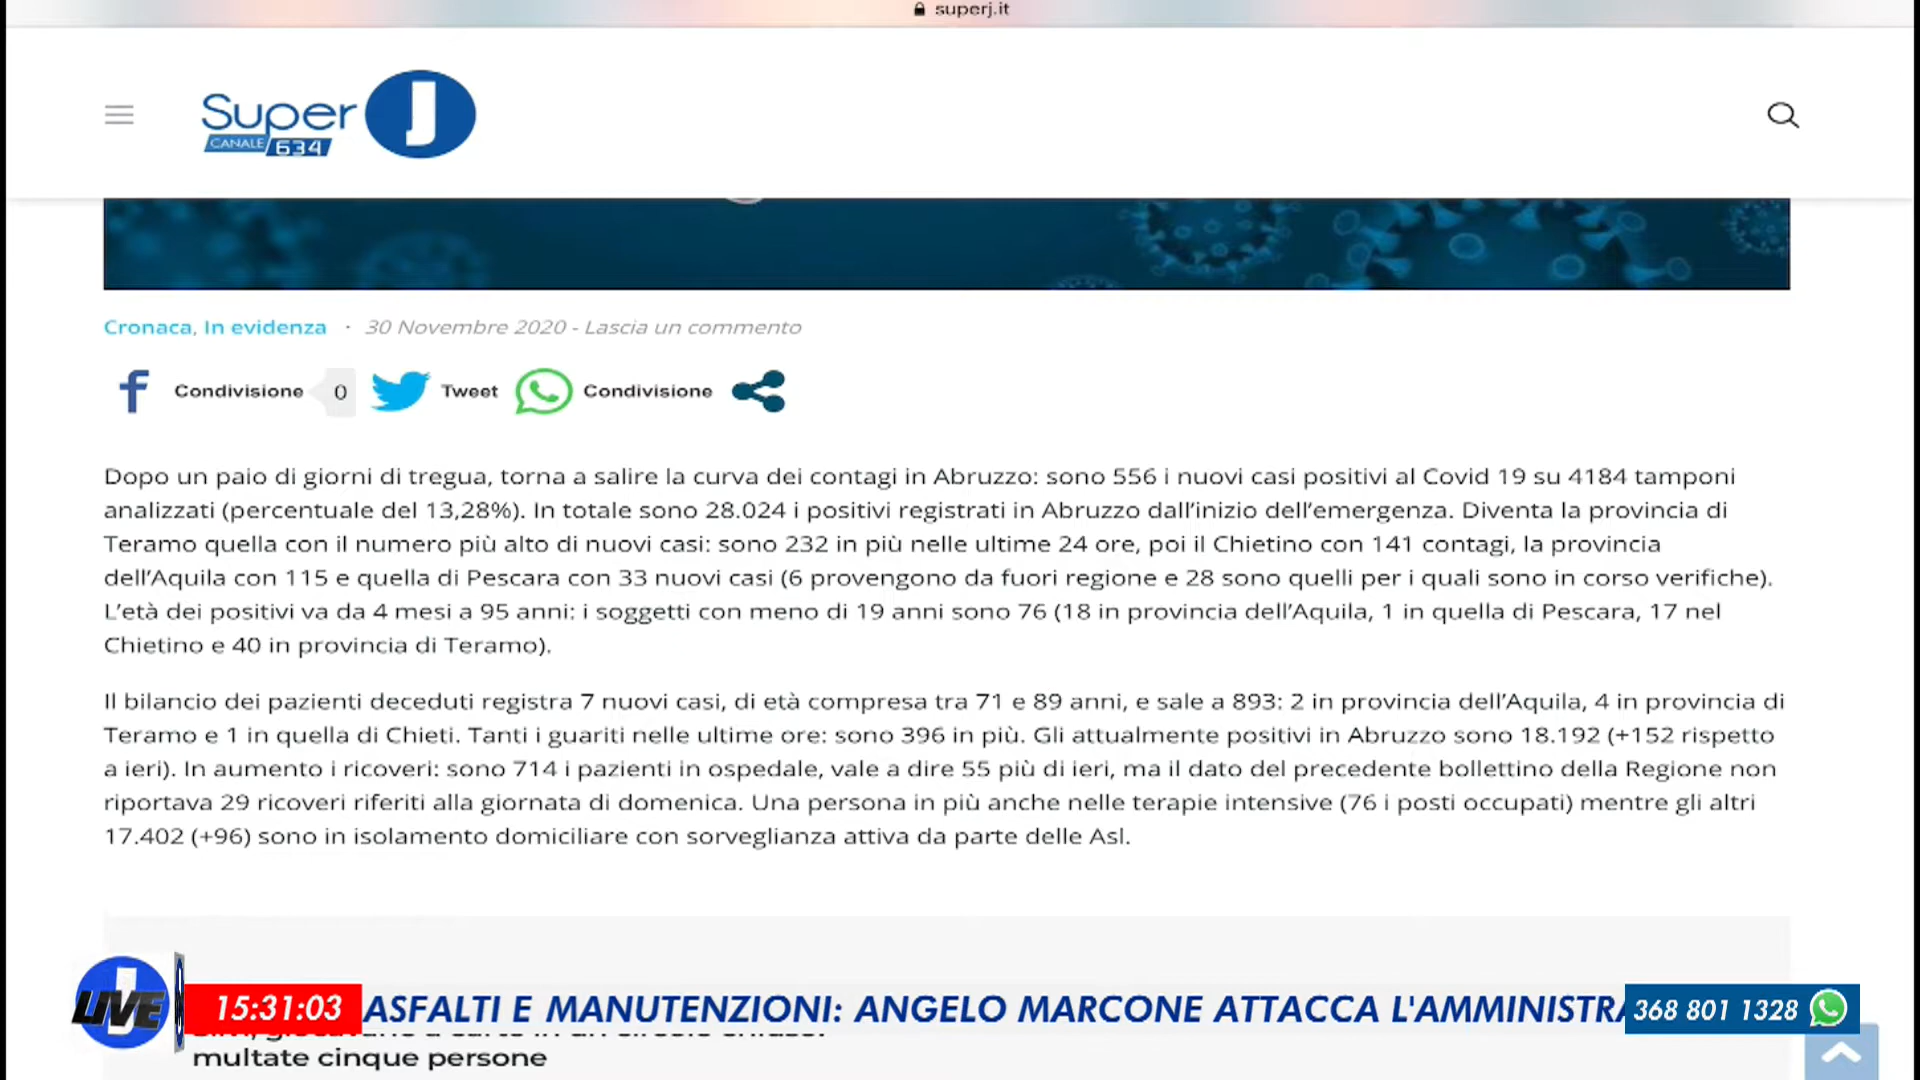 superj.it
Super J
CANALE 634
Cronaca, In evidenza · 30 Novembre 2020 - Lascia un commento
Condivisione 0 Tweet Condivisione
Dopo un paio di giorni di tregua, torna a salire la curva dei contagi in Abruzzo: sono 556 i nuovi casi positivi al Covid 19 su 4184 tamponi
analizzati (percentuale del 13,28%). In totale sono 28.024 i positivi registrati in Abruzzo dall’inizio dell’emergenza. Diventa la provincia di
Teramo quella con il numero più alto di nuovi casi: sono 232 in più nelle ultime 24 ore, poi il Chietino con 141 contagi, la provincia
dell’Aquila con 115 e quella di Pescara con 33 nuovi casi (6 provengono da fuori regione e 28 sono quelli per i quali sono in corso verifiche).
L’età dei positivi va da 4 mesi a 95 anni: i soggetti con meno di 19 anni sono 76 (18 in provincia dell’Aquila, 1 in quella di Pescara, 17 nel
Chietino e 40 in provincia di Teramo).
Il bilancio dei pazienti deceduti registra 7 nuovi casi, di età compresa tra 71 e 89 anni, e sale a 893: 2 in provincia dell’Aquila, 4 in provincia di
Teramo e 1 in quella di Chieti. Tanti i guariti nelle ultime ore: sono 396 in più. Gli attualmente positivi in Abruzzo sono 18.192 (+152 rispetto
a ieri). In aumento i ricoveri: sono 714 i pazienti in ospedale, vale a dire 55 più di ieri, ma il dato del precedente bollettino della Regione non
riportava 29 ricoveri riferiti alla giornata di domenica. Una persona in più anche nelle terapie intensive (76 i posti occupati) mentre gli altri
17.402 (+96) sono in isolamento domiciliare con sorveglianza attiva da parte delle Asl.
J LIVE 15:31:03 ASFALTI E MANUTENZIONI: ANGELO MARCONE ATTACCA L'AMMINISTRA 368 801 1328
multate cinque persone